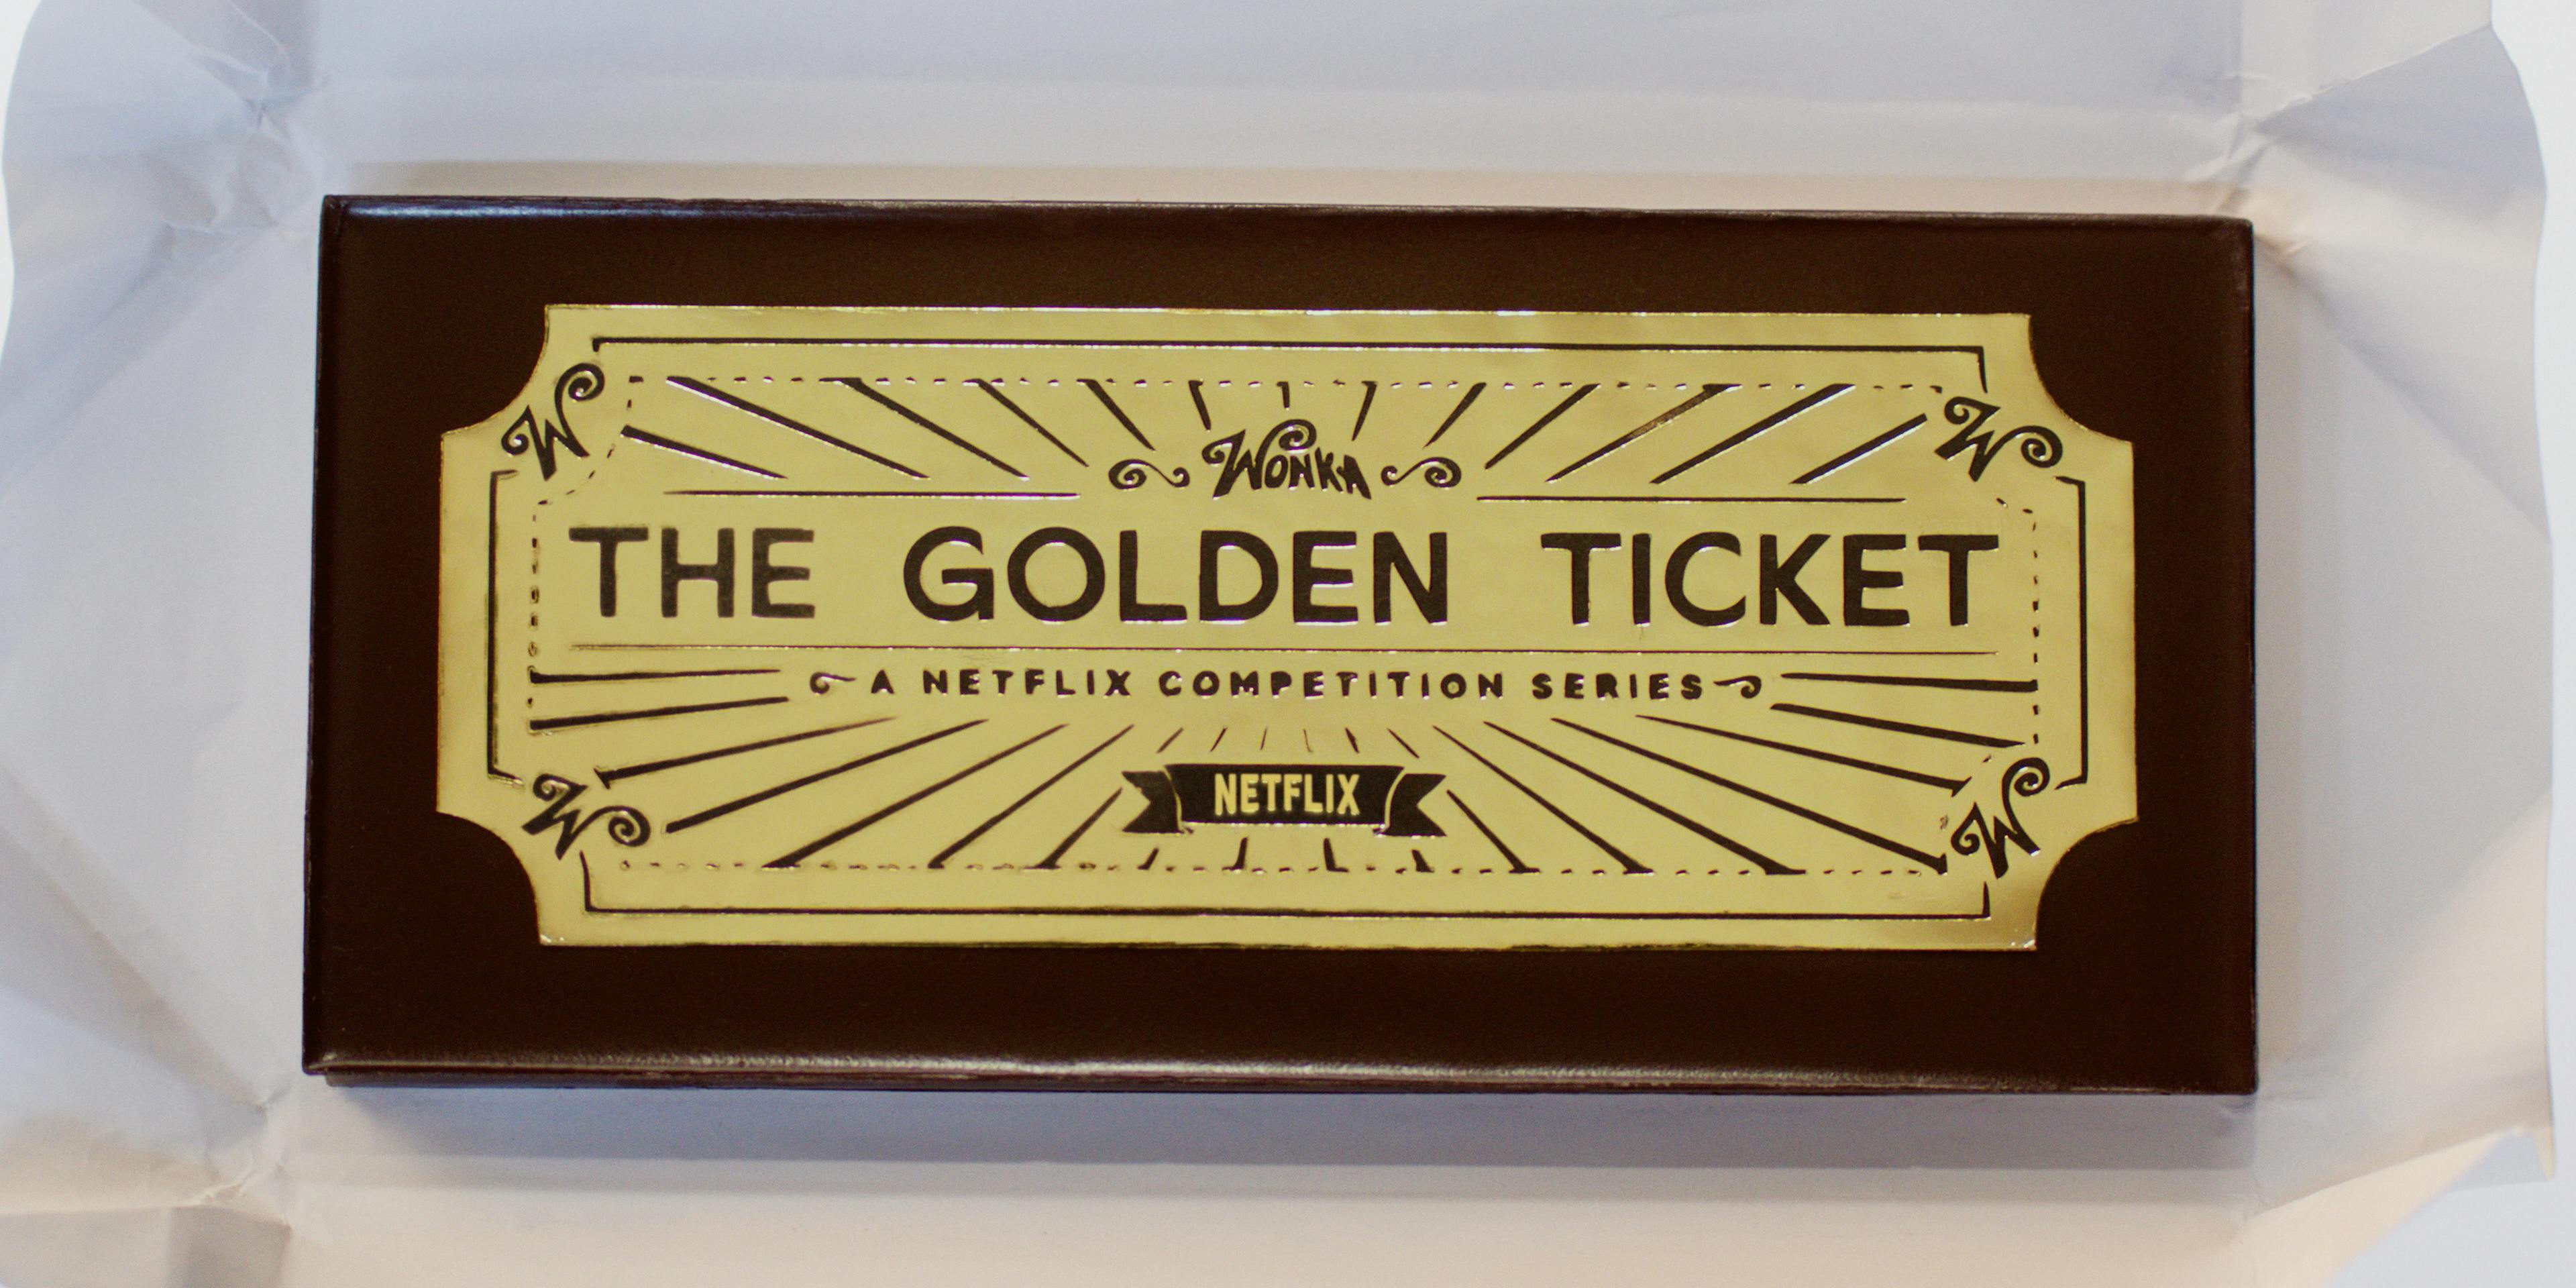 W
W
WONKA
THE GOLDEN TICKET
A NETFLIX COMPETITION SERIES
NETFLIX
W
W